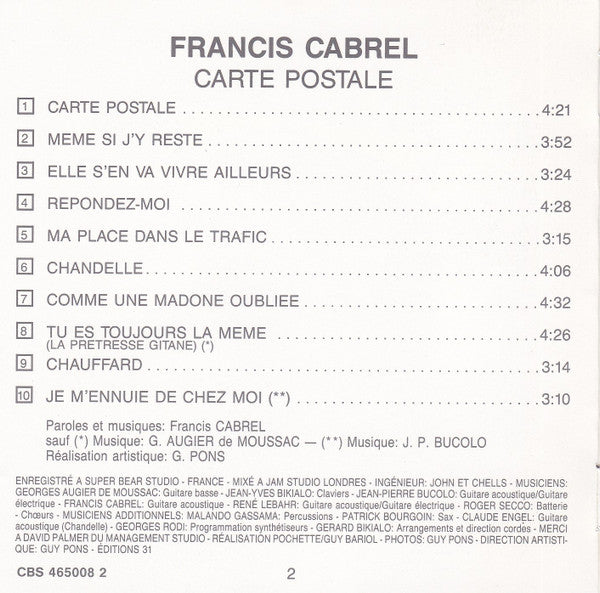 FRANCIS CABREL
CARTE POSTALE
1 CARTE POSTALE 4:21
2 MEME SI J'Y RESTE 3:52
3 ELLE S'EN VA VIVRE AILLEURS 3:24
4 REPONDEZ-MOI 4:28
5 MA PLACE DANS LE TRAFIC 3:15
6 CHANDELLE 4:06
7 COMME UNE MADONE OUBLIEE 4:32
8 TU ES TOUJOURS LA MEME 4:26
(LA PRETRESSE GITANE) (*)
9 CHAUFFARD 3:14
10 JE M'ENNUIE DE CHEZ MOI (**) 3:10
Paroles et musiques: Francis CABREL
sauf (*) Musique: G. AUGIER de MOUSSAC — (**) Musique: J. P. BUCOLO
Réalisation artistique: G. PONS
ENREGISTRÉ A SUPER BEAR STUDIO - FRANCE - MIXÉ A JAM STUDIO LONDRES - INGÉNIEUR: JOHN ET CHELLS - MUSICIENS:
GEORGES AUGIER DE MOUSSAC: Guitare basse - JEAN-YVES BIKIALO: Claviers - JEAN-PIERRE BUCOLO: Guitare acoustique/Guitare
électrique - FRANCIS CABREL: Guitare acoustique - RENÉ LEBAHR: Guitare acoustique/Guitare électrique - ROGER SECCO: Batterie
- Chœurs - MUSICIENS ADDITIONNELS: MALANDO GASSAMA: Percussions - PATRICK BOURGOIN: Sax - CLAUDE ENGEL: Guitare
acoustique (Chandelle) - GEORGES RODI: Programmation synthétiseurs - GERARD BIKIALO: Arrangements et direction cordes - MERCI
A DAVID PALMER DU MANAGEMENT STUDIO - RÉALISATION POCHETTE/GUY BARIOL - PHOTOS: GUY PONS - DIRECTION ARTISTI-
QUE: GUY PONS - ÉDITIONS 31
CBS 465008 2 2